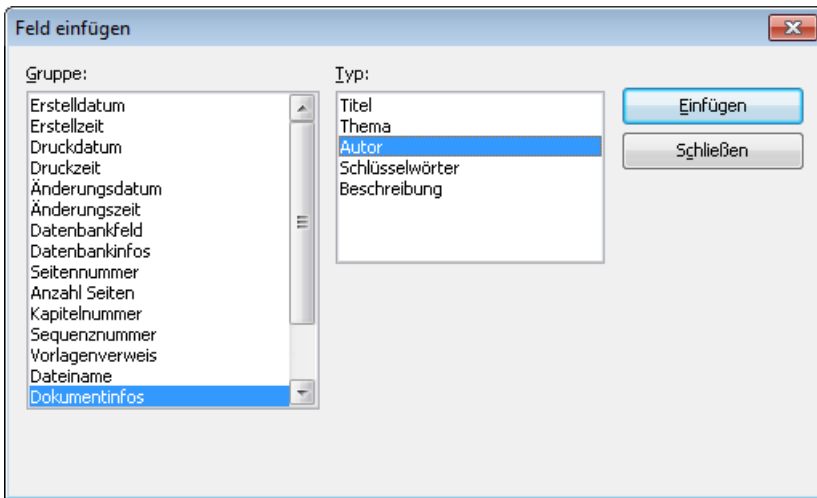 Feld einfügen
Gruppe:
Erstelldatum
Erstellzeit
Druckdatum
Druckzeit
Änderungsdatum
Änderungszeit
Datenbankfeld
Datenbankinfos
Seitennummer
Anzahl Seiten
Kapitelnummer
Sequenznummer
Vorlagenverweis
Dateiname
Dokumentinfos
Typ:
Titel
Thema
Autor
Schlüsselwörter
Beschreibung
Einfügen
Schließen